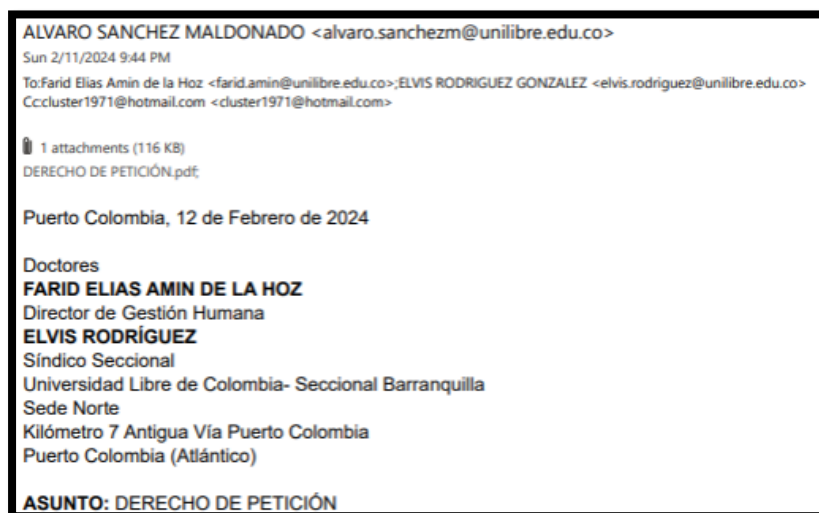 ALVARO SANCHEZ MALDONADO <alvaro.sanchezm@unilibre.edu.co>
Sun 2/11/2024 9:44 PM
To:Farid Elias Amin de la Hoz <farid.amin@unilibre.edu.co>;ELVIS RODRIGUEZ GONZALEZ <elvis.rodriguez@unilibre.edu.co>
Cc:cluster1971@hotmail.com <cluster1971@hotmail.com>
1 attachments (116 KB)
DERECHO DE PETICIÓN.pdf;
Puerto Colombia, 12 de Febrero de 2024
Doctores
FARID ELIAS AMIN DE LA HOZ
Director de Gestión Humana
ELVIS RODRÍGUEZ
Síndico Seccional
Universidad Libre de Colombia- Seccional Barranquilla
Sede Norte
Kilómetro 7 Antigua Vía Puerto Colombia
Puerto Colombia (Atlántico)
ASUNTO: DERECHO DE PETICIÓN